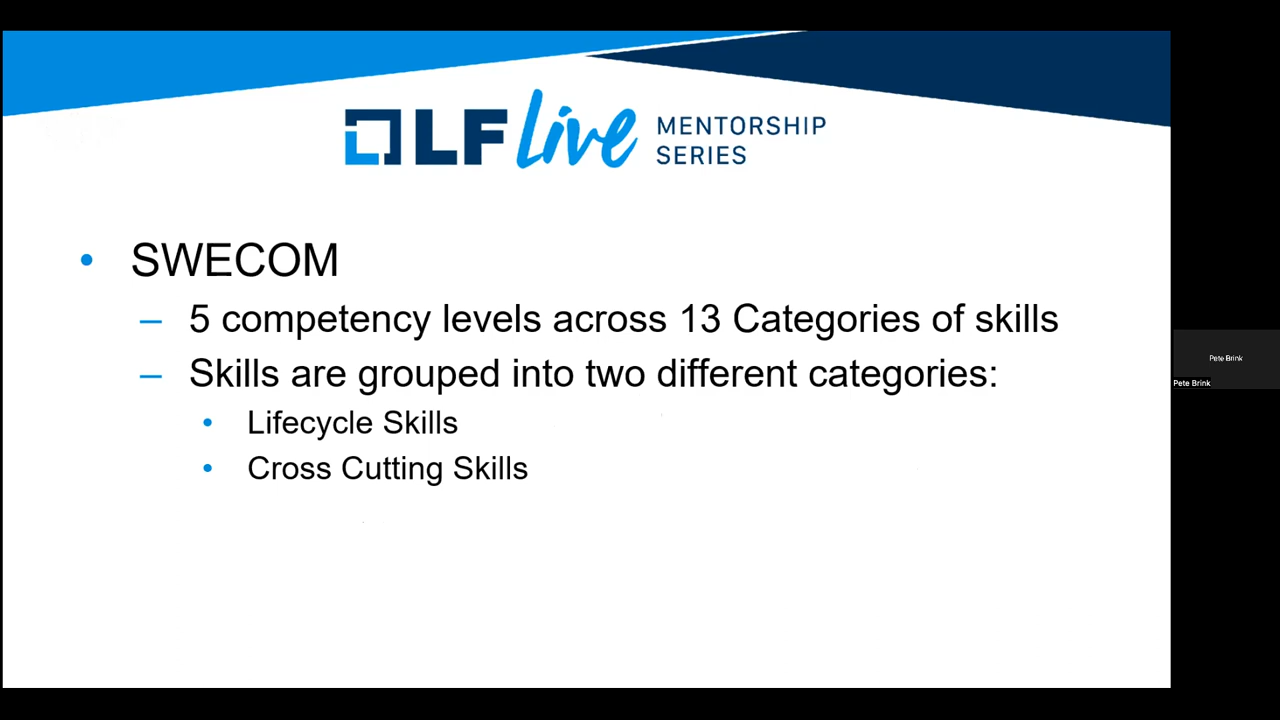 LF Live MENTORSHIP
SERIES
• SWECOM
– 5 competency levels across 13 Categories of skills
– Skills are grouped into two different categories:
• Lifecycle Skills
• Cross Cutting Skills
Pete Brink
Pete Brink